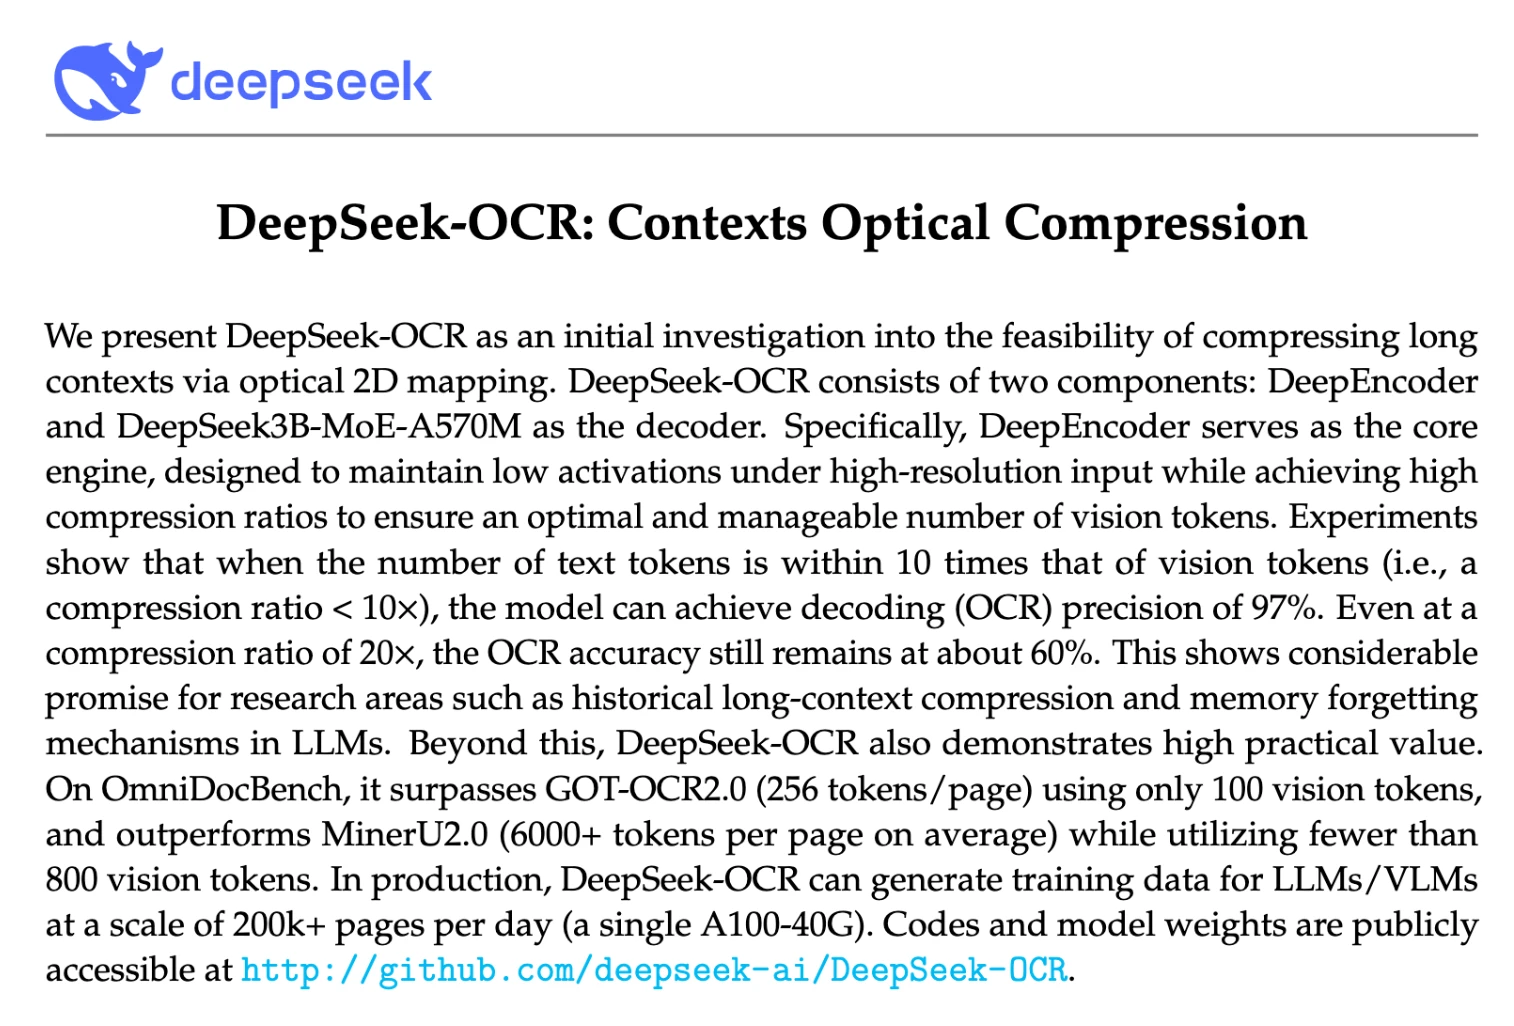 deepseek
DeepSeek-OCR: Contexts Optical Compression
We present DeepSeek-OCR as an initial investigation into the feasibility of compressing long
contexts via optical 2D mapping. DeepSeek-OCR consists of two components: DeepEncoder
and DeepSeek3B-MoE-A570M as the decoder. Specifically, DeepEncoder serves as the core
engine, designed to maintain low activations under high-resolution input while achieving high
compression ratios to ensure an optimal and manageable number of vision tokens. Experiments
show that when the number of text tokens is within 10 times that of vision tokens (i.e., a
compression ratio < 10×), the model can achieve decoding (OCR) precision of 97%. Even at a
compression ratio of 20×, the OCR accuracy still remains at about 60%. This shows considerable
promise for research areas such as historical long-context compression and memory forgetting
mechanisms in LLMs. Beyond this, DeepSeek-OCR also demonstrates high practical value.
On OmniDocBench, it surpasses GOT-OCR2.0 (256 tokens/page) using only 100 vision tokens,
and outperforms MinerU2.0 (6000+ tokens per page on average) while utilizing fewer than
800 vision tokens. In production, DeepSeek-OCR can generate training data for LLMs/VLMs
at a scale of 200k+ pages per day (a single A100-40G). Codes and model weights are publicly
accessible at http://github.com/deepseek-ai/DeepSeek-OCR.